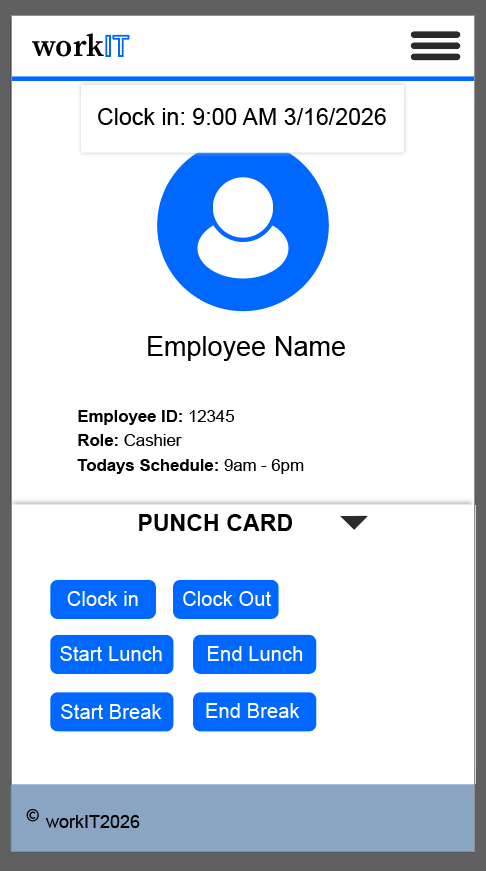 workIT
Clock in: 9:00 AM 3/16/2026
Employee Name
Employee ID: 12345
Role: Cashier
Todays Schedule: 9am - 6pm
PUNCH CARD
Clock in Clock Out
Start Lunch End Lunch
Start Break End Break
© workIT2026